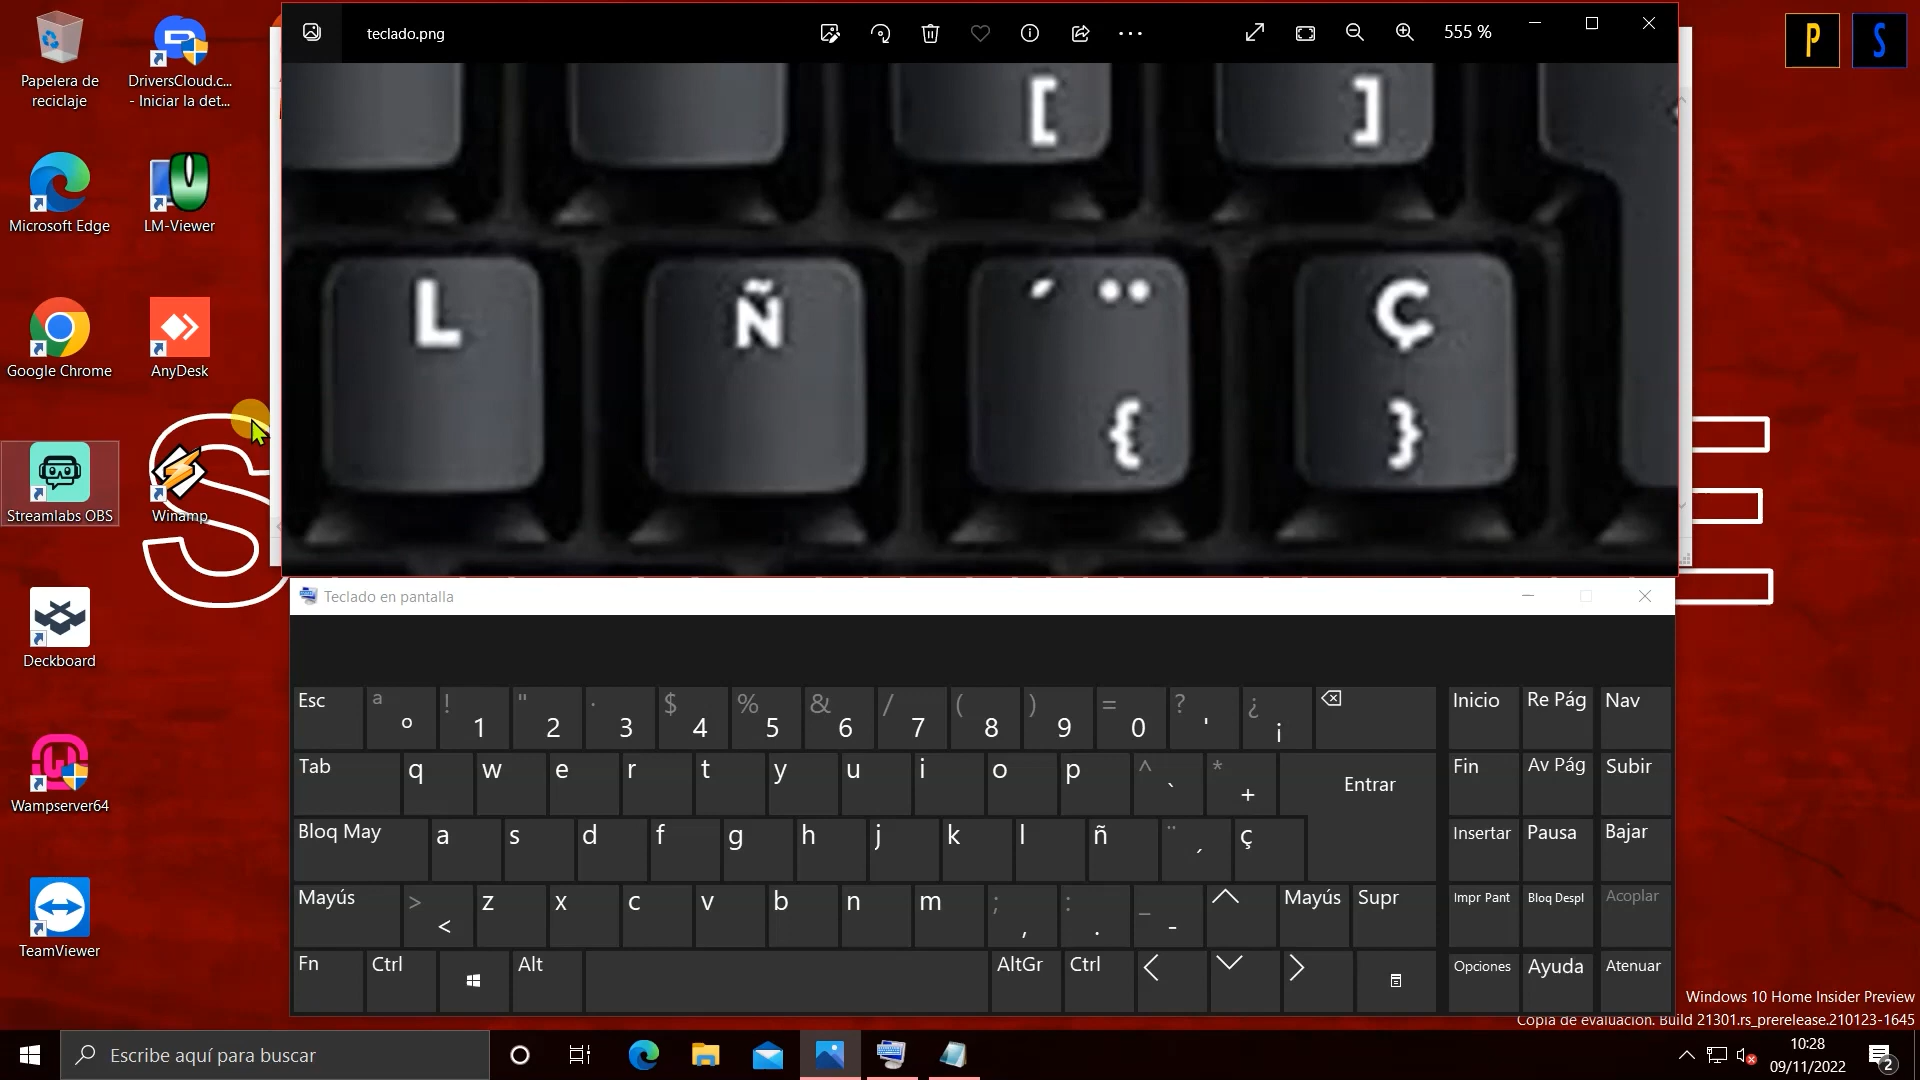 teclado.png
555 %
P
S
Papelera de
reciclaje
DriversCloud.c...
- Iniciar la det...
Microsoft Edge
LM-Viewer
Google Chrome
AnyDesk
Streamlabs OBS
Winamp
Deckboard
Wampserver64
TeamViewer
[ ]
L Ñ ´ ¨ Ç
{ }
Teclado en pantalla
Esc ª º ! 1 " 2 · 3 $ 4 % 5 & 6 / 7 ( 8 ) 9 = 0 ? ' ¿ ¡ Inicio Re Pág Nav
Tab q w e r t y u i o p ^ ` * + Entrar Fin Av Pág Subir
Bloq May a s d f g h j k l ñ ¨ ´ ç Insertar Pausa Bajar
Mayús > < z x c v b n m ; , : . _ - Mayús Supr Impr Pant Bloq Despl Acoplar
Fn Ctrl Alt AltGr Ctrl Opciones Ayuda Atenuar
Windows 10 Home Insider Preview
Copia de evaluación. Build 21301.rs_prerelease.210123-1645
Escribe aquí para buscar
10:28
09/11/2022
2